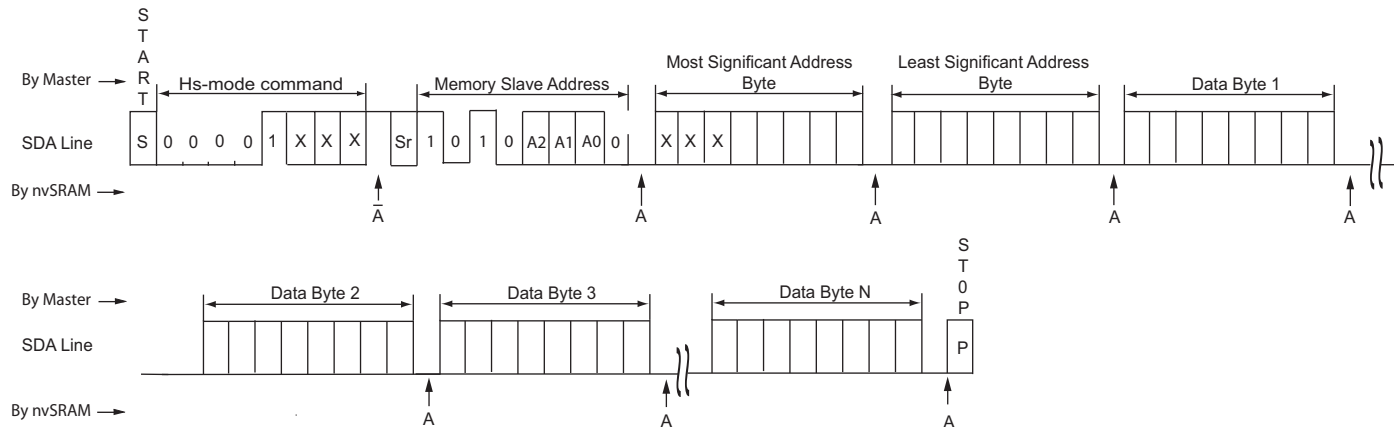 START
Most Significant Address Byte
Least Significant Address Byte
By Master
Hs-mode command
Memory Slave Address
Data Byte 1
SDA Line
S 0 0 0 0 1 X X X Sr 1 0 1 0 A2 A1 A0 0 X X X
By nvSRAM
A̅ A A A A
ST0P
By Master
Data Byte 2
Data Byte 3
Data Byte N
SDA Line
P
By nvSRAM
A A A